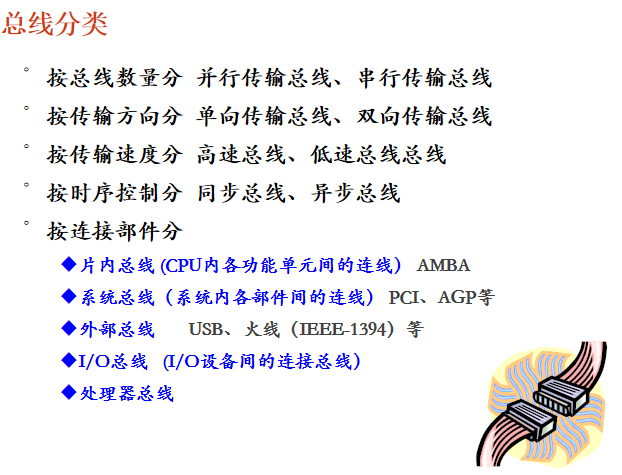 总线分类
° 按总线数量分 并行传输总线、串行传输总线
° 按传输方向分 单向传输总线、双向传输总线
° 按传输速度分 高速总线、低速总线总线
° 按时序控制分 同步总线、异步总线
° 按连接部件分
◆片内总线 (CPU内各功能单元间的连线） AMBA
◆系统总线（系统内各部件间的连线） PCI、AGP等
◆外部总线 USB、火线（IEEE-1394）等
◆I/O总线 (I/O设备间的连接总线）
◆处理器总线